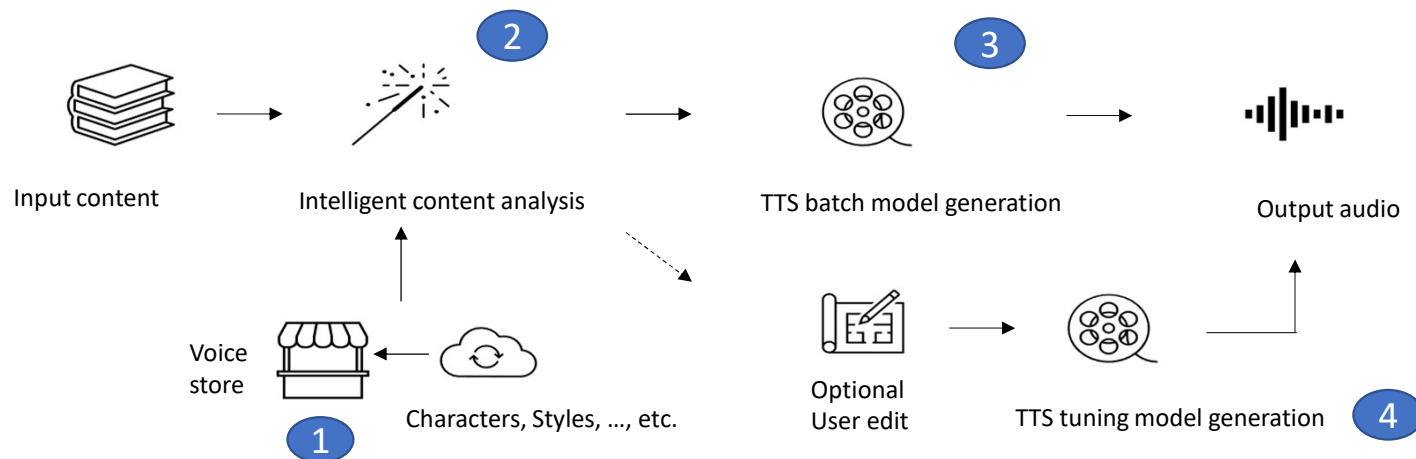 2
3
Input content
Intelligent content analysis
TTS batch model generation
Output audio
Voice
store
Characters, Styles, ..., etc.
1
Optional
User edit
TTS tuning model generation
4